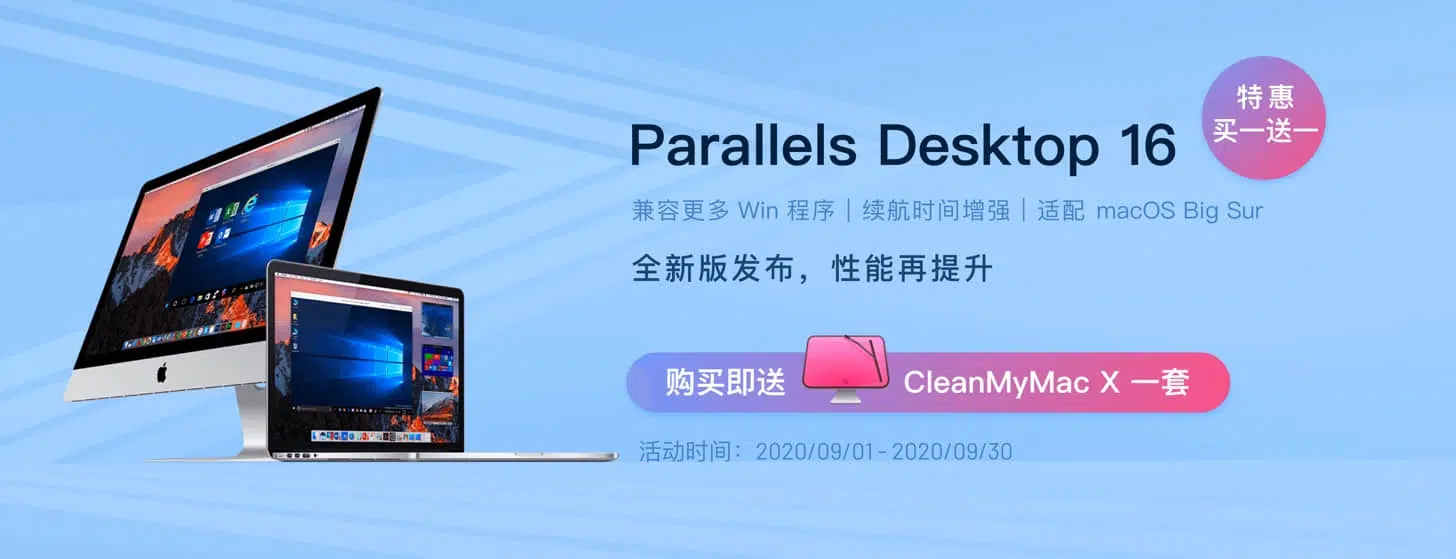 特惠
买一送一
Parallels Desktop 16
兼容更多 Win 程序｜续航时间增强｜适配 macOS Big Sur
全新版发布，性能再提升
购买即送 CleanMyMac X 一套
活动时间：2020/09/01 - 2020/09/30